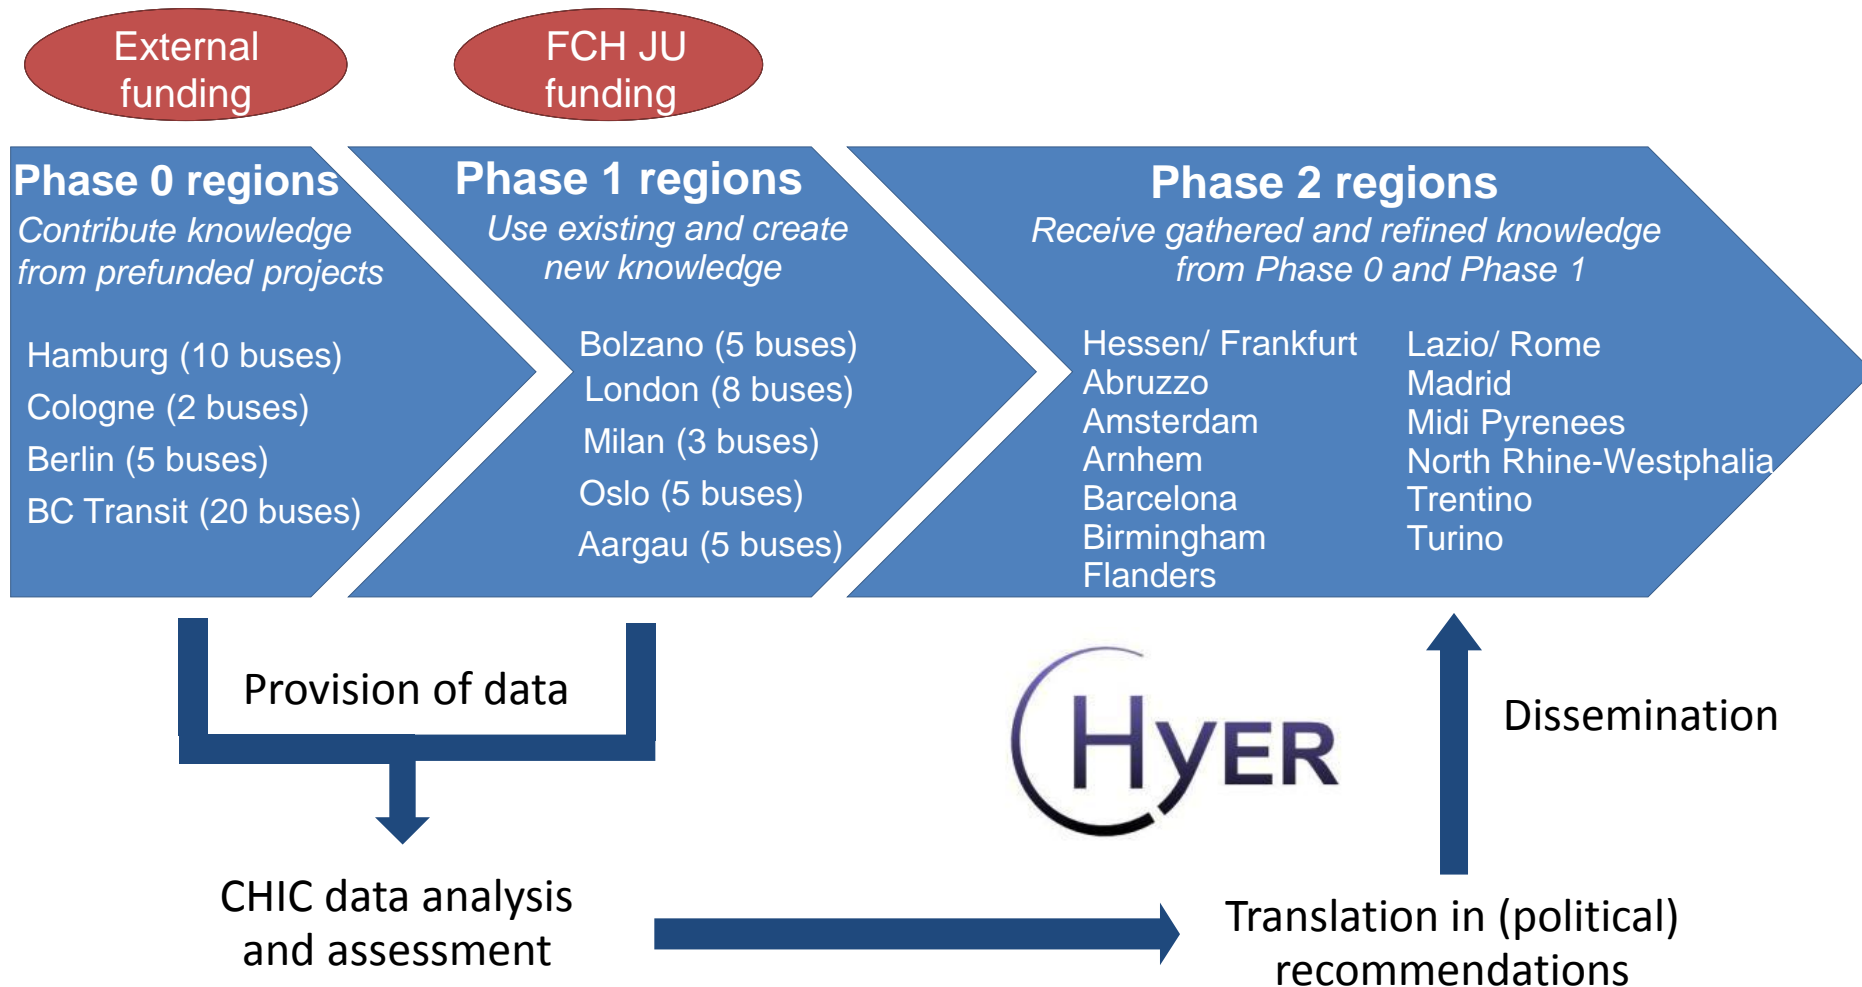 External
funding
FCH JU
funding
Phase 0 regions
Contribute knowledge
from prefunded projects
Hamburg (10 buses)
Cologne (2 buses)
Berlin (5 buses)
BC Transit (20 buses)
Phase 1 regions
Use existing and create
new knowledge
Bolzano (5 buses)
London (8 buses)
Milan (3 buses)
Oslo (5 buses)
Aargau (5 buses)
Phase 2 regions
Receive gathered and refined knowledge
from Phase 0 and Phase 1
Hessen/ Frankfurt
Abruzzo
Amsterdam
Arnhem
Barcelona
Birmingham
Flanders
Lazio/ Rome
Madrid
Midi Pyrenees
North Rhine-Westphalia
Trentino
Turino
Provision of data
HyER
Dissemination
CHIC data analysis
and assessment
Translation in (political)
recommendations